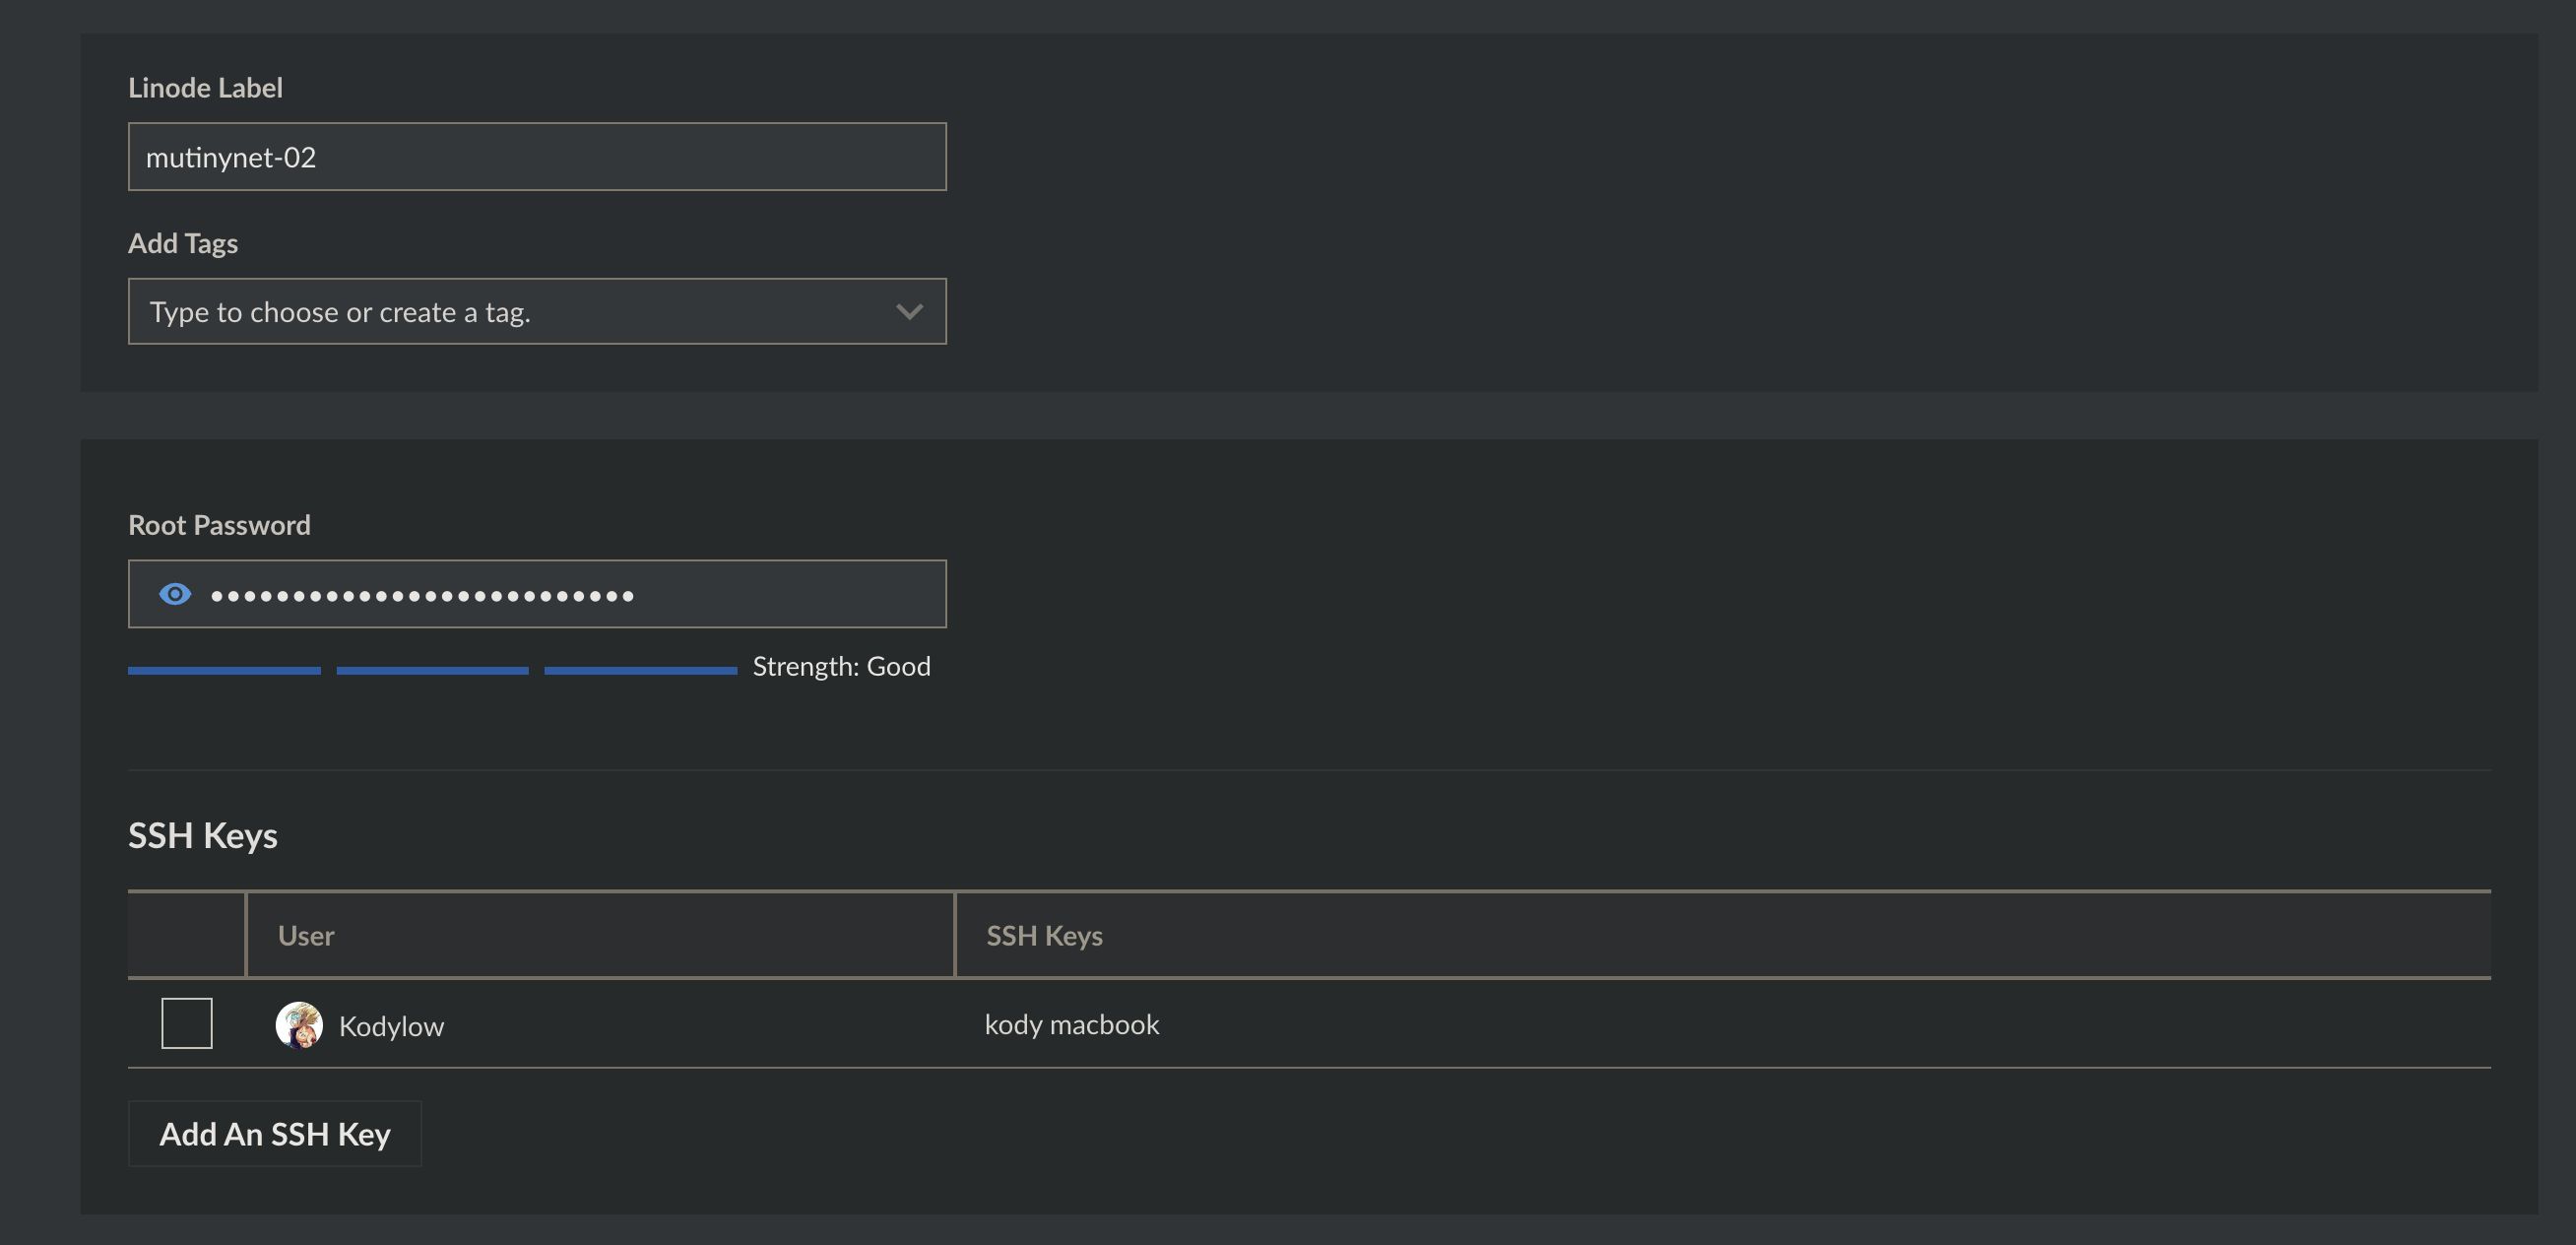 Linode Label
mutinynet-02
Add Tags
Type to choose or create a tag.
Root Password
••••••••••••••••••••••••••
Strength: Good
SSH Keys
User SSH Keys
Kodylow kody macbook
Add An SSH Key